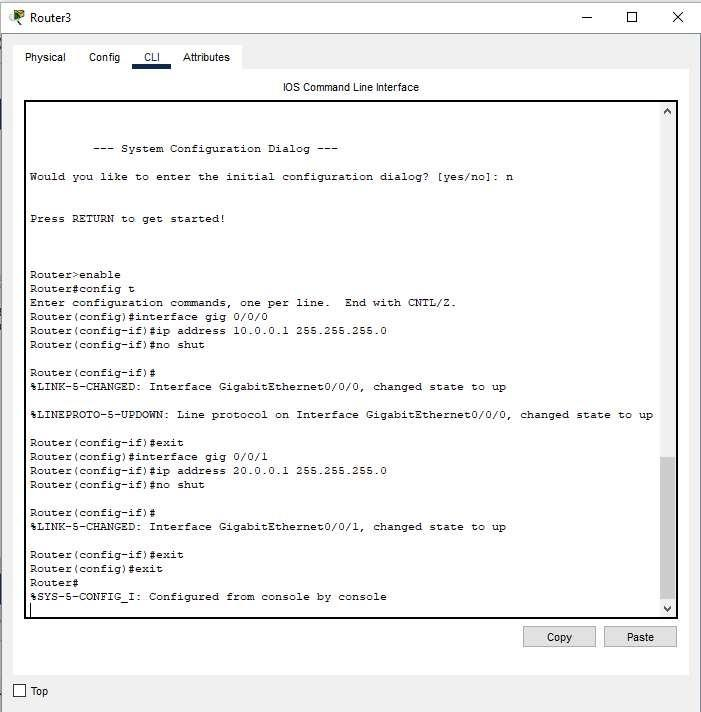 Router3
Physical Config CLI Attributes
IOS Command Line Interface
--- System Configuration Dialog ---
Would you like to enter the initial configuration dialog? [yes/no]: n
Press RETURN to get started!
Router>enable
Router#config t
Enter configuration commands, one per line.  End with CNTL/Z.
Router(config)#interface gig 0/0/0
Router(config-if)#ip address 10.0.0.1 255.255.255.0
Router(config-if)#no shut
Router(config-if)#
%LINK-5-CHANGED: Interface GigabitEthernet0/0/0, changed state to up
%LINEPROTO-5-UPDOWN: Line protocol on Interface GigabitEthernet0/0/0, changed state to up
Router(config-if)#exit
Router(config)#interface gig 0/0/1
Router(config-if)#ip address 20.0.0.1 255.255.255.0
Router(config-if)#no shut
Router(config-if)#
%LINK-5-CHANGED: Interface GigabitEthernet0/0/1, changed state to up
Router(config-if)#exit
Router(config)#exit
Router#
%SYS-5-CONFIG_I: Configured from console by console
Copy Paste
Top